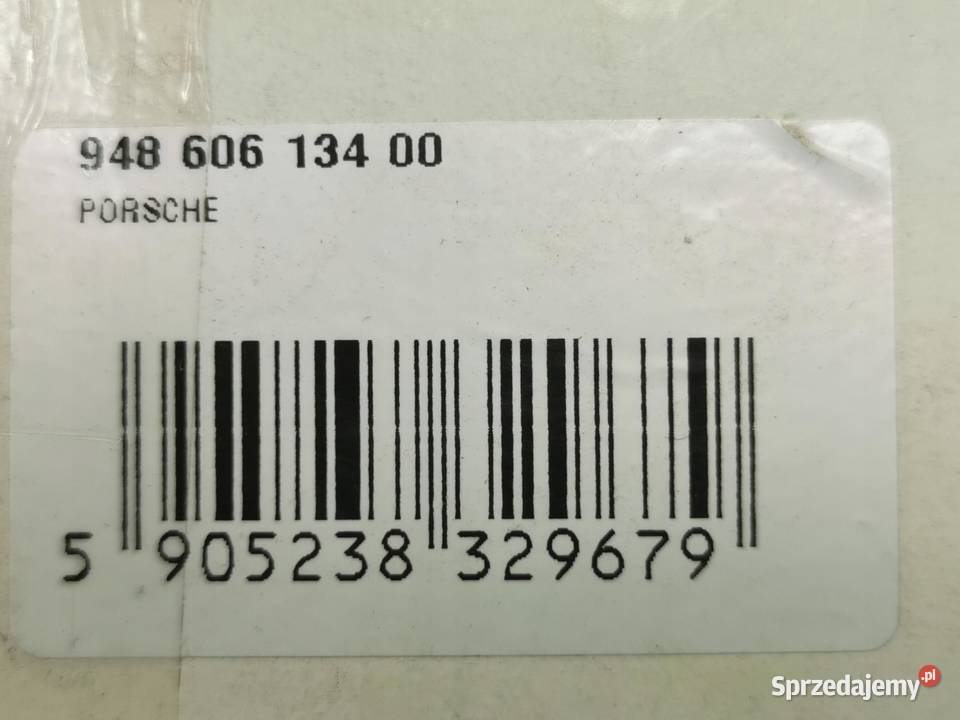 948 606 134 00
PORSCHE
5 905238 329679
Sprzedajemy.pl